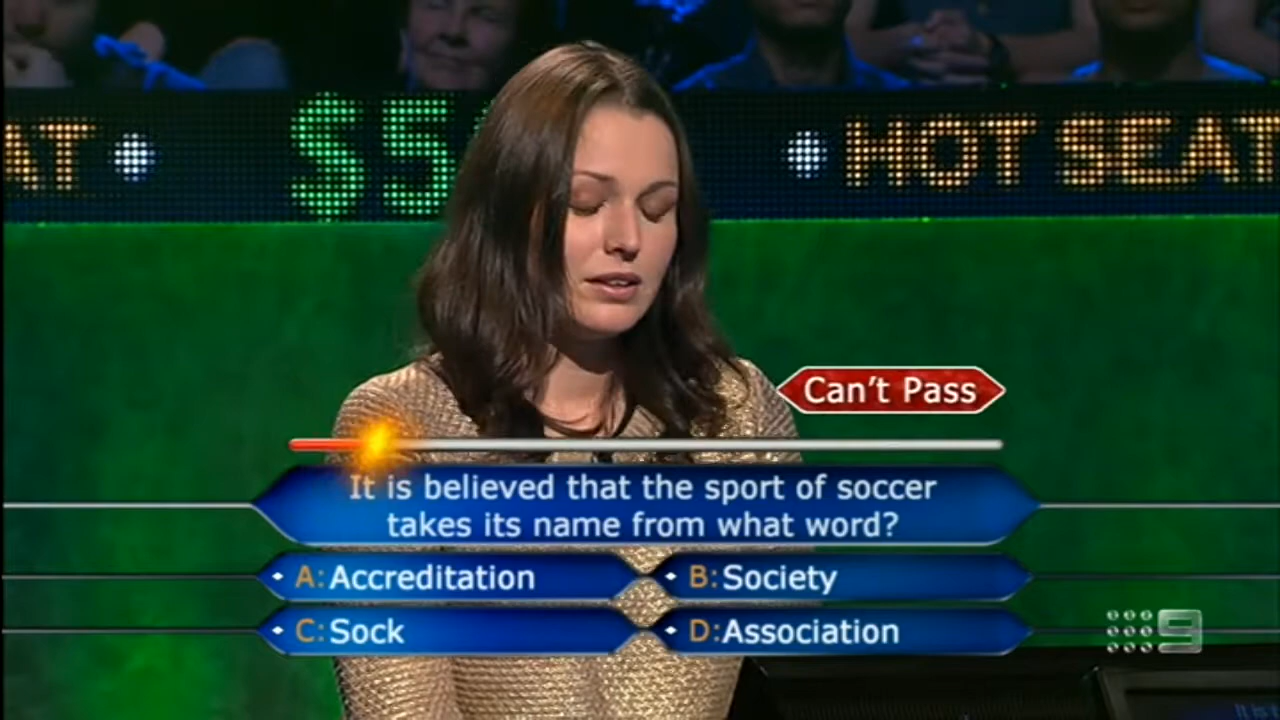 AT
$5
HOT SEAT
Can't Pass
It is believed that the sport of soccer
takes its name from what word?
A: Accreditation
B: Society
C: Sock
D: Association
9